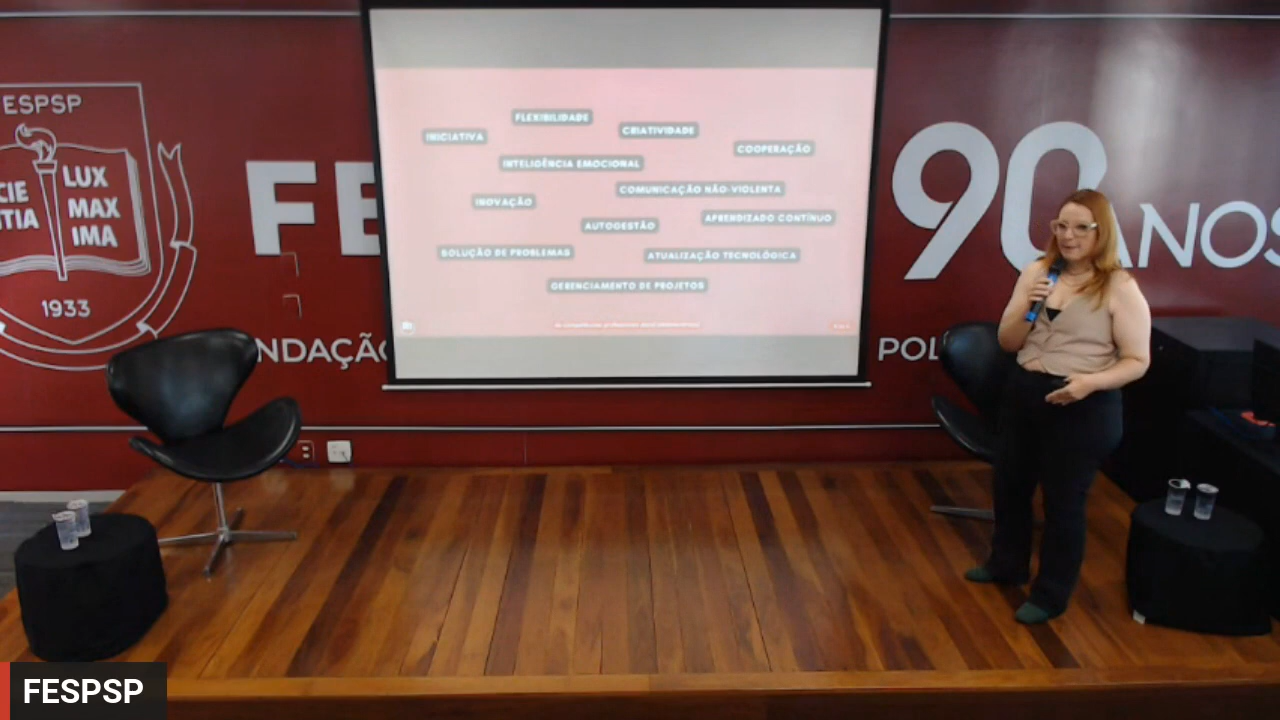 FESPSP
CIE
TIA
LUX
MAX
IMA
1933
FE
90
ANOS
NDAÇÃO
POL
FLEXIBILIDADE
INICIATIVA
CRIATIVIDADE
COOPERAÇÃO
INTELIGÊNCIA EMOCIONAL
COMUNICAÇÃO NÃO-VIOLENTA
INOVAÇÃO
APRENDIZADO CONTÍNUO
AUTOGESTÃO
SOLUÇÃO DE PROBLEMAS
ATUALIZAÇÃO TECNOLÓGICA
GERENCIAMENTO DE PROJETOS
FESPSP